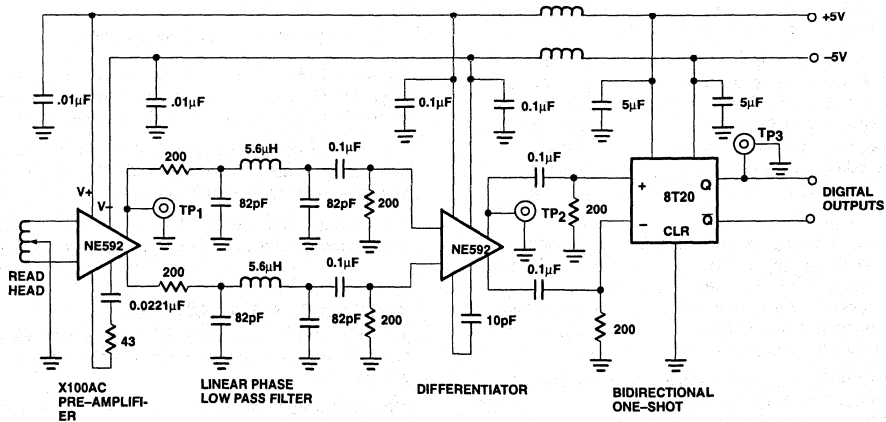 +5V
−5V
.01µF
.01µF
0.1µF
0.1µF
5µF
5µF
TP3
5.6µH
0.1µF
200
0.1µF
V+
V−
TP1
82pF
82pF
200
TP2
200
+
Q
8T20
−
Q̅
CLR
DIGITAL
OUTPUTS
NE592
NE592
READ
HEAD
200
5.6µH
0.1µF
0.1µF
0.0221µF
82pF
82pF
200
10pF
200
43
X100AC
PRE–AMPLIFI-
ER
LINEAR PHASE
LOW PASS FILTER
DIFFERENTIATOR
BIDIRECTIONAL
ONE–SHOT